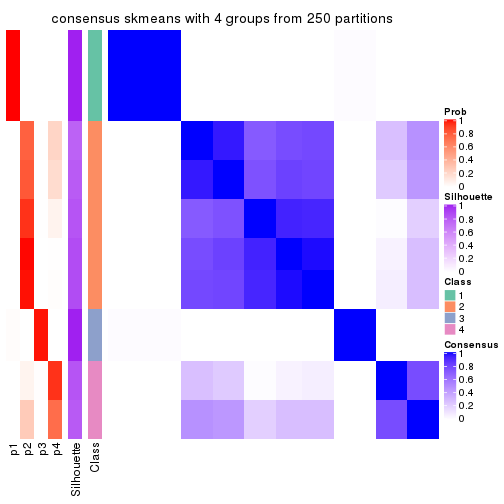 consensus skmeans with 4 groups from 250 partitions
Prob
1
0.8
0.6
0.4
0.2
0
Silhouette
1
0.8
0.6
0.4
0.2
0
Class
1
2
3
4
Consensus
1
0.8
0.6
0.4
0.2
0
p1
p2
p3
p4
Silhouette
Class